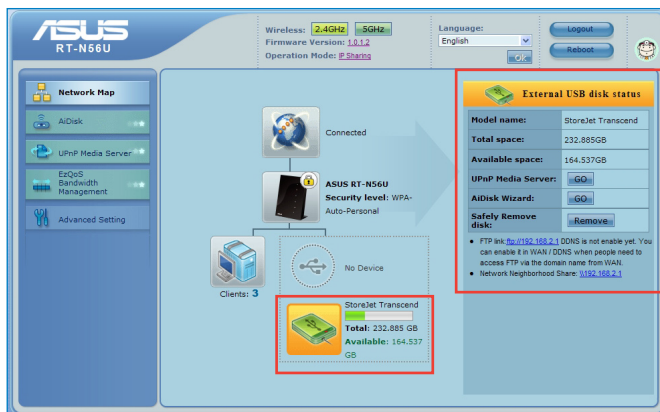 ASUS
RT-N56U
Wireless: 2.4GHz 5GHz
Firmware Version: 1.0.1.2
Operation Mode: IP Sharing
Language:
English
OK
Logout
Reboot
Network Map
AiDisk
UPnP Media Server
EzQoS
Bandwidth
Management
Advanced Setting
Connected
ASUS RT-N56U
Security level: WPA-
Auto-Personal
Clients: 3
No Device
StoreJet Transcend
Total: 232.885 GB
Available: 164.537
GB
External USB disk status
Model name: StoreJet Transcend
Total space: 232.885GB
Available space: 164.537GB
UPnP Media Server: GO
AiDisk Wizard: GO
Safely Remove
disk: Remove
FTP link:ftp://192.168.2.1 DDNS is not enable yet. You
can enable it in WAN / DDNS when people need to
access FTP via the domain name from WAN.
Network Neighborhood Share: \\192.168.2.1